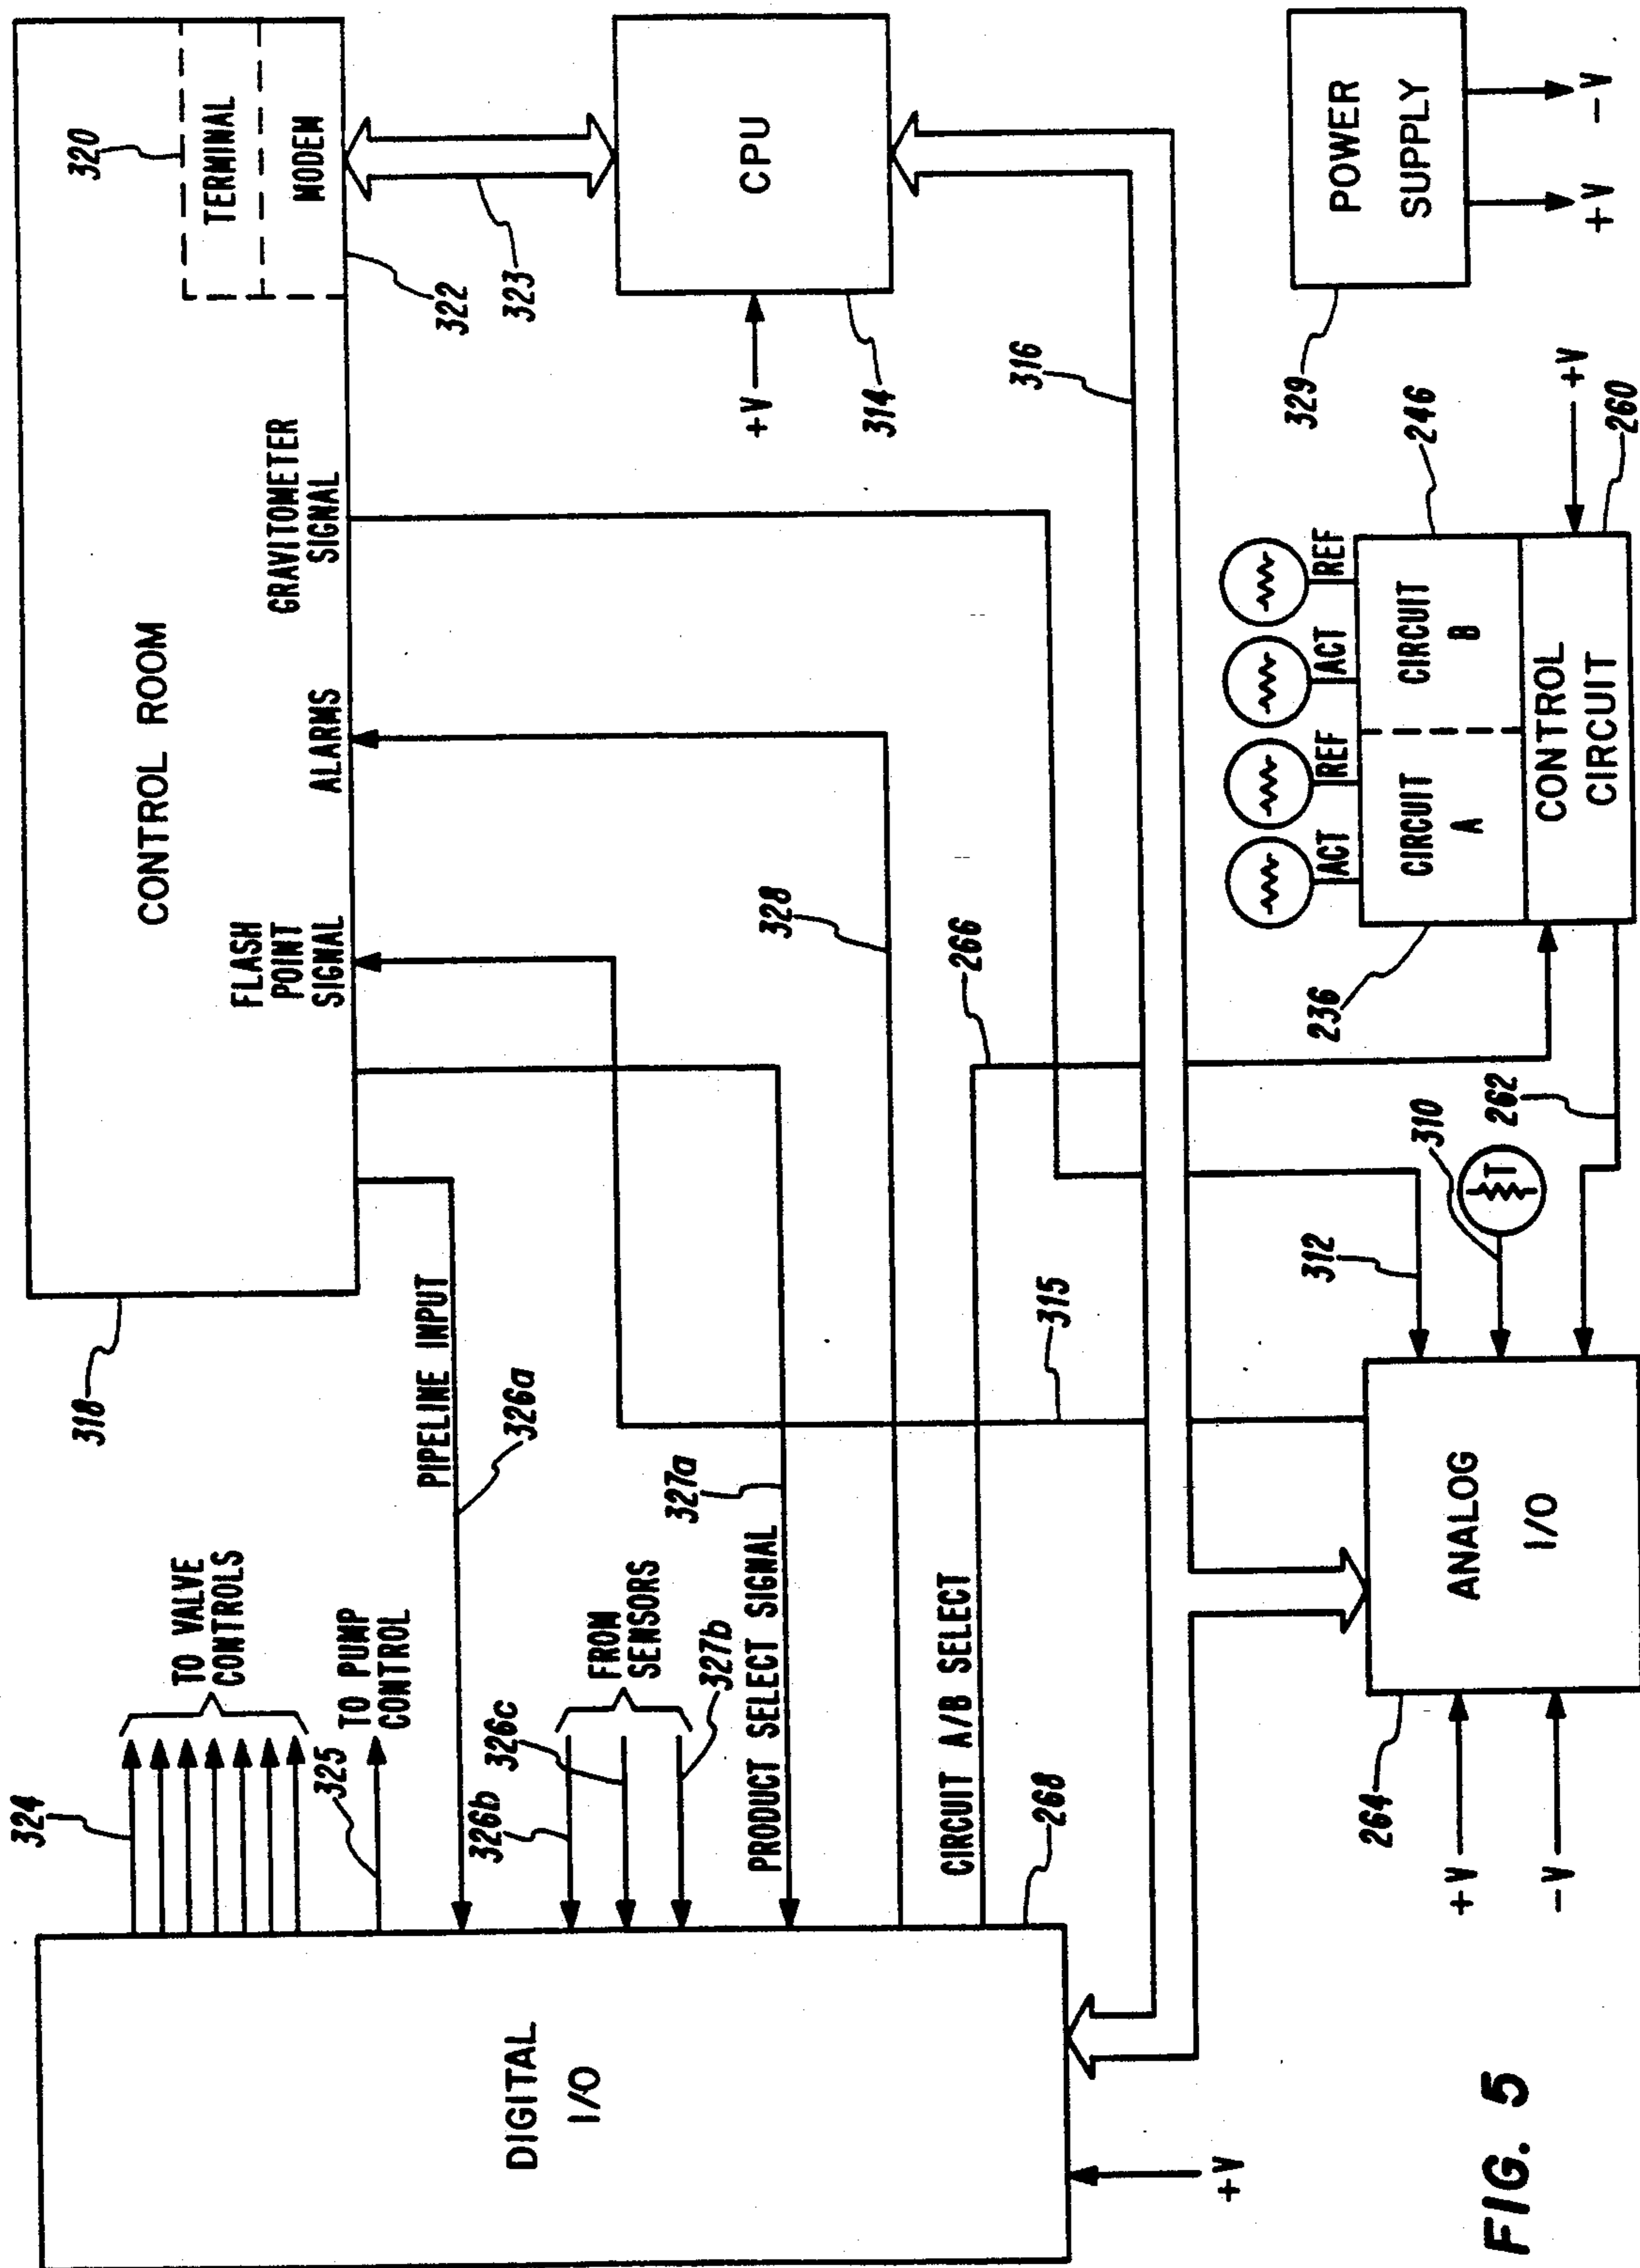 324
TO VALVE
CONTROLS
325
TO PUMP
CONTROL
318
CONTROL ROOM
320
TERMINAL
MODEM
322
323
FLASH
POINT
SIGNAL
ALARMS
GRAVITOMETER
SIGNAL
PIPELINE INPUT
326a
326b
326c
FROM
SENSORS
327b
PRODUCT SELECT SIGNAL
327a
328
CIRCUIT A/B SELECT
266
268
DIGITAL
I/O
+V
CPU
+V
314
315
316
312
310
T
262
264
ANALOG
I/O
+V
-V
ACT
REF
ACT
REF
CIRCUIT
A
CIRCUIT
B
236
246
CONTROL
CIRCUIT
+V
260
329
POWER
SUPPLY
+V
-V
FIG. 5